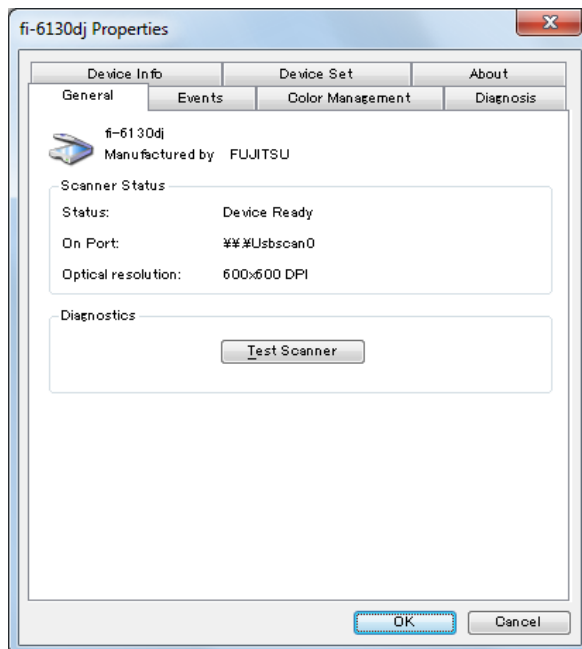 fi-6130dj Properties
Device Info Device Set About
General Events Color Management Diagnosis
fi-6130dj
Manufactured by FUJITSU
Scanner Status
Status: Device Ready
On Port: ¥¥.¥Usbscan0
Optical resolution: 600x600 DPI
Diagnostics
Test Scanner
OK Cancel